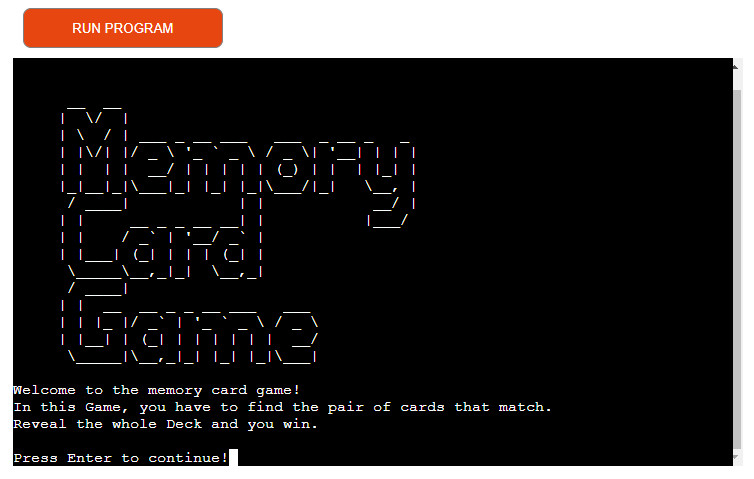 RUN PROGRAM
Memory
Card
Game
Welcome to the memory card game!
In this Game, you have to find the pair of cards that match.
Reveal the whole Deck and you win.
Press Enter to continue!